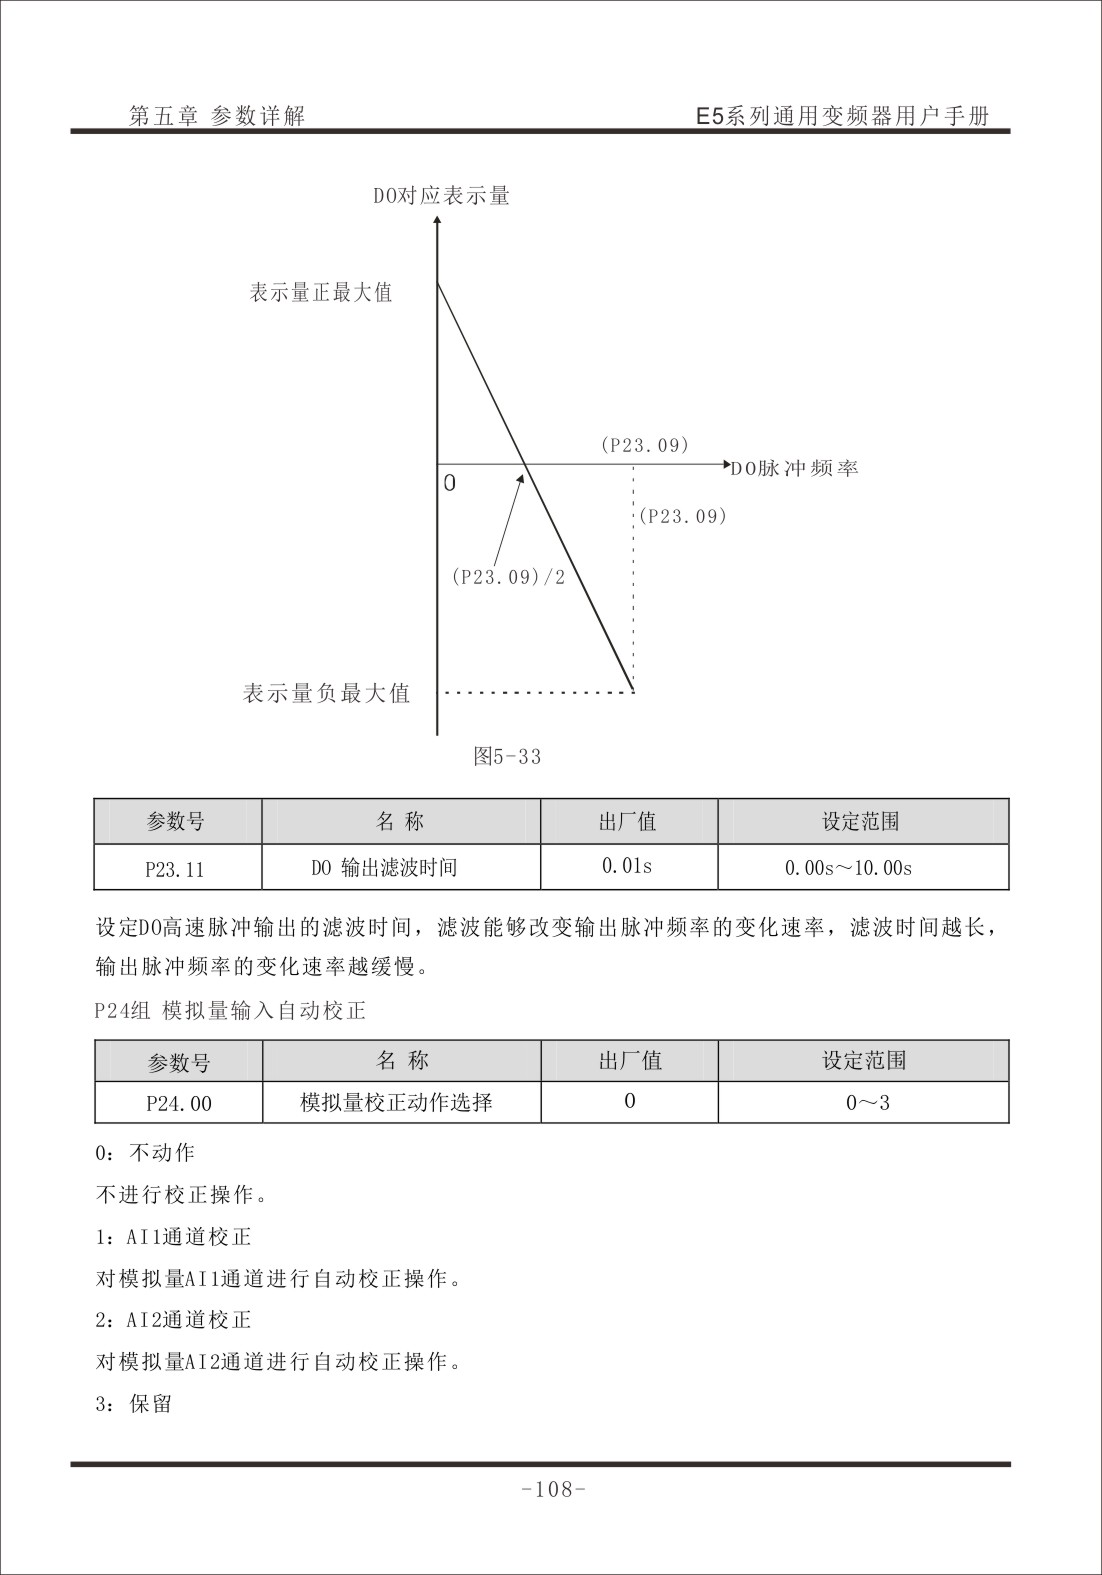 第五章 参数详解 E5系列通用变频器用户手册
DO对应表示量
表示量正最大值
(P23.09)
DO脉冲频率
0
(P23.09)
(P23.09)/2
表示量负最大值
图5-33
参数号 名 称 出厂值 设定范围
P23.11 DO 输出滤波时间 0.01s 0.00s～10.00s
设定DO高速脉冲输出的滤波时间，滤波能够改变输出脉冲频率的变化速率，滤波时间越长，
输出脉冲频率的变化速率越缓慢。
P24组 模拟量输入自动校正
参数号 名 称 出厂值 设定范围
P24.00 模拟量校正动作选择 0 0～3
0：不动作
不进行校正操作。
1：AI1通道校正
对模拟量AI1通道进行自动校正操作。
2：AI2通道校正
对模拟量AI2通道进行自动校正操作。
3：保留
-108-